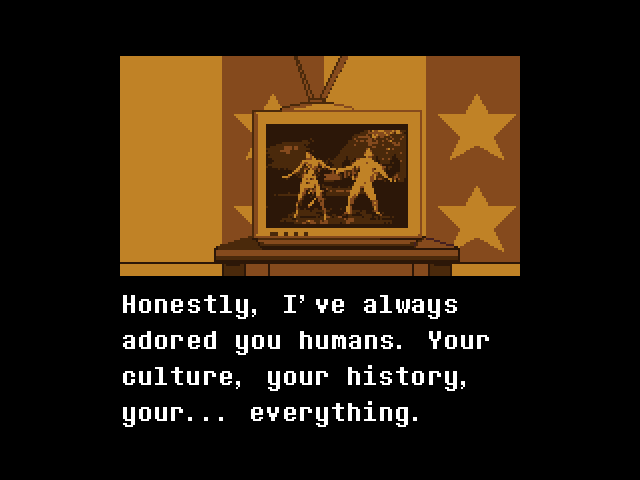 Honestly, I've always
adored you humans. Your
culture, your history,
your... everything.